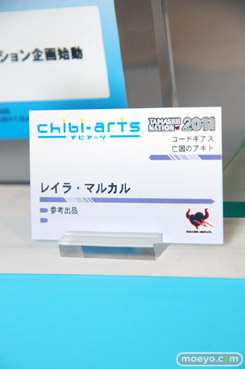 ション企画始動
chibi-arts
チビアーツ
TAMASHII NATION 2011
コードギアス
亡国のアキト
レイラ・マルカル
参考出品
moeyo.com